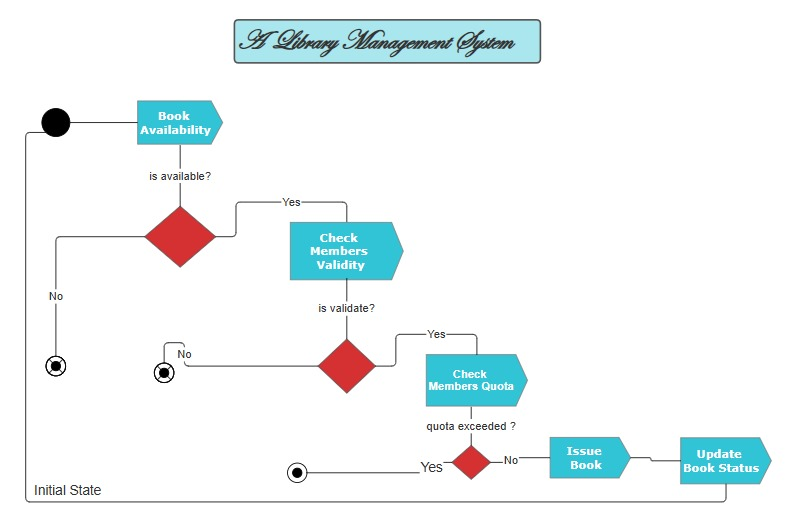 A Library Management System
Book
Availability
is available?
Yes
Check
Members
Validity
No
is validate?
Yes
No
Check
Members Quota
quota exceeded ?
Yes
No
Issue
Book
Update
Book Status
Initial State